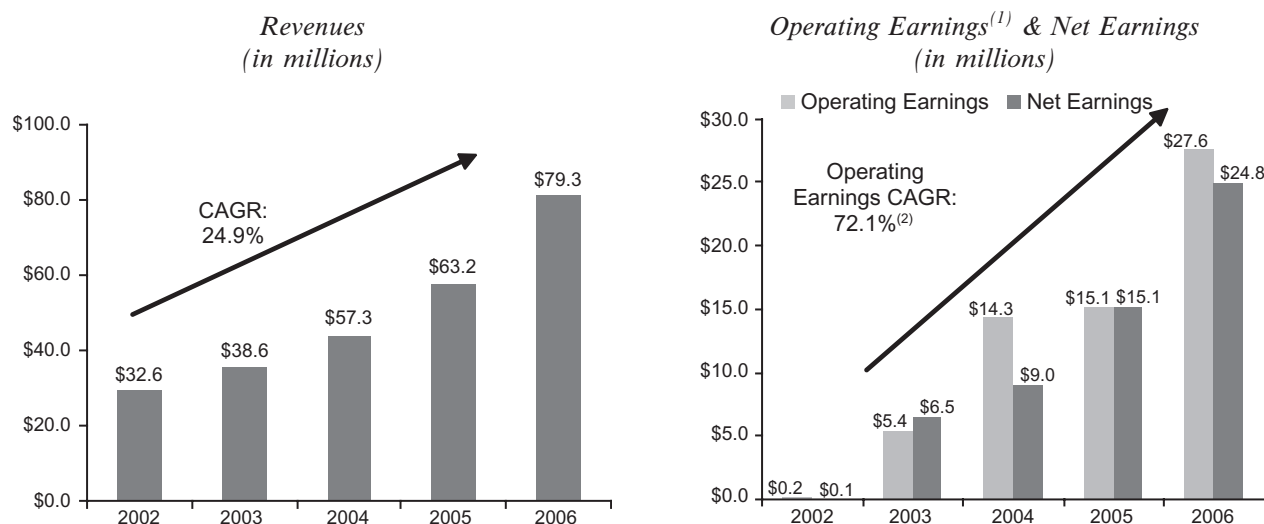 Revenues
(in millions)
$100.0
$80.0
$60.0
$40.0
$20.0
$0.0
CAGR:
24.9%
$32.6
$38.6
$57.3
$63.2
$79.3
2002 2003 2004 2005 2006
Operating Earnings(1) & Net Earnings
(in millions)
Operating Earnings Net Earnings
$30.0
$25.0
$20.0
$15.0
$10.0
$5.0
$0.0
Operating
Earnings CAGR:
72.1%(2)
$0.2 $0.1
$5.4 $6.5
$14.3 $9.0
$15.1 $15.1
$27.6 $24.8
2002 2003 2004 2005 2006